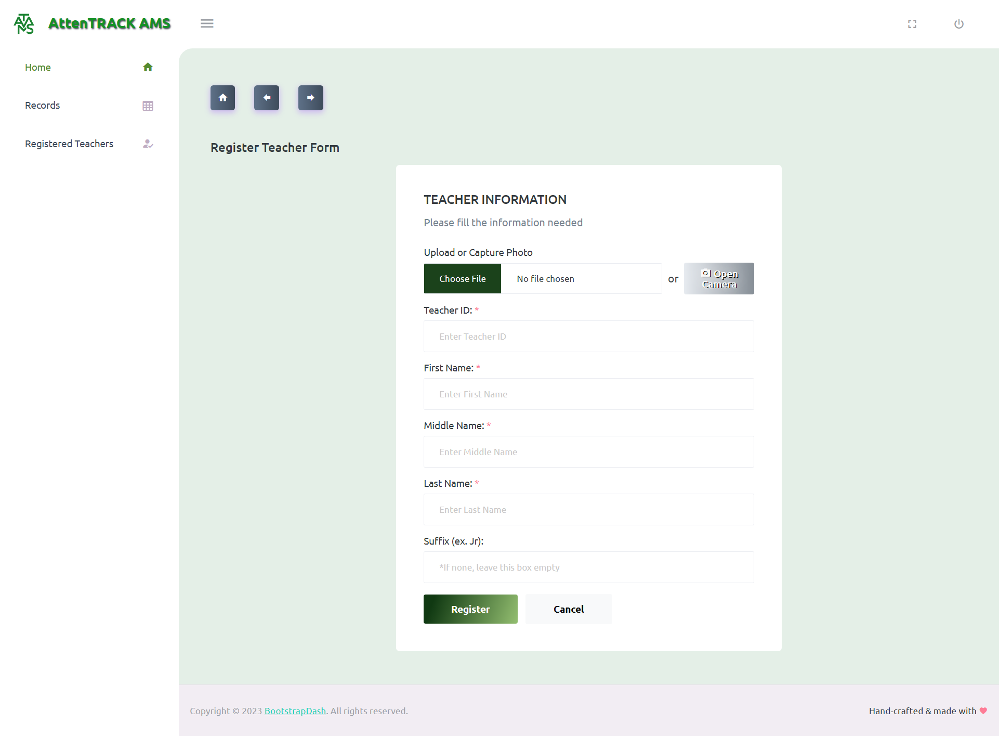 ATAMS
AttenTRACK AMS
Home
Records
Registered Teachers
Register Teacher Form
TEACHER INFORMATION
Please fill the information needed
Upload or Capture Photo
Choose File No file chosen or Open Camera
Teacher ID: *
Enter Teacher ID
First Name: *
Enter First Name
Middle Name: *
Enter Middle Name
Last Name: *
Enter Last Name
Suffix (ex. Jr):
*If none, leave this box empty
Register Cancel
Copyright © 2023 BootstrapDash. All rights reserved. Hand-crafted & made with